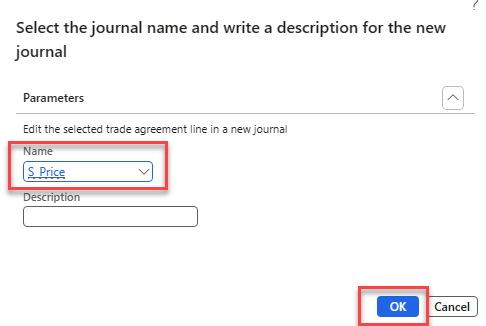 Select the journal name and write a description for the new
journal
Parameters
Edit the selected trade agreement line in a new journal
Name
S_Price
Description
OK
Cancel